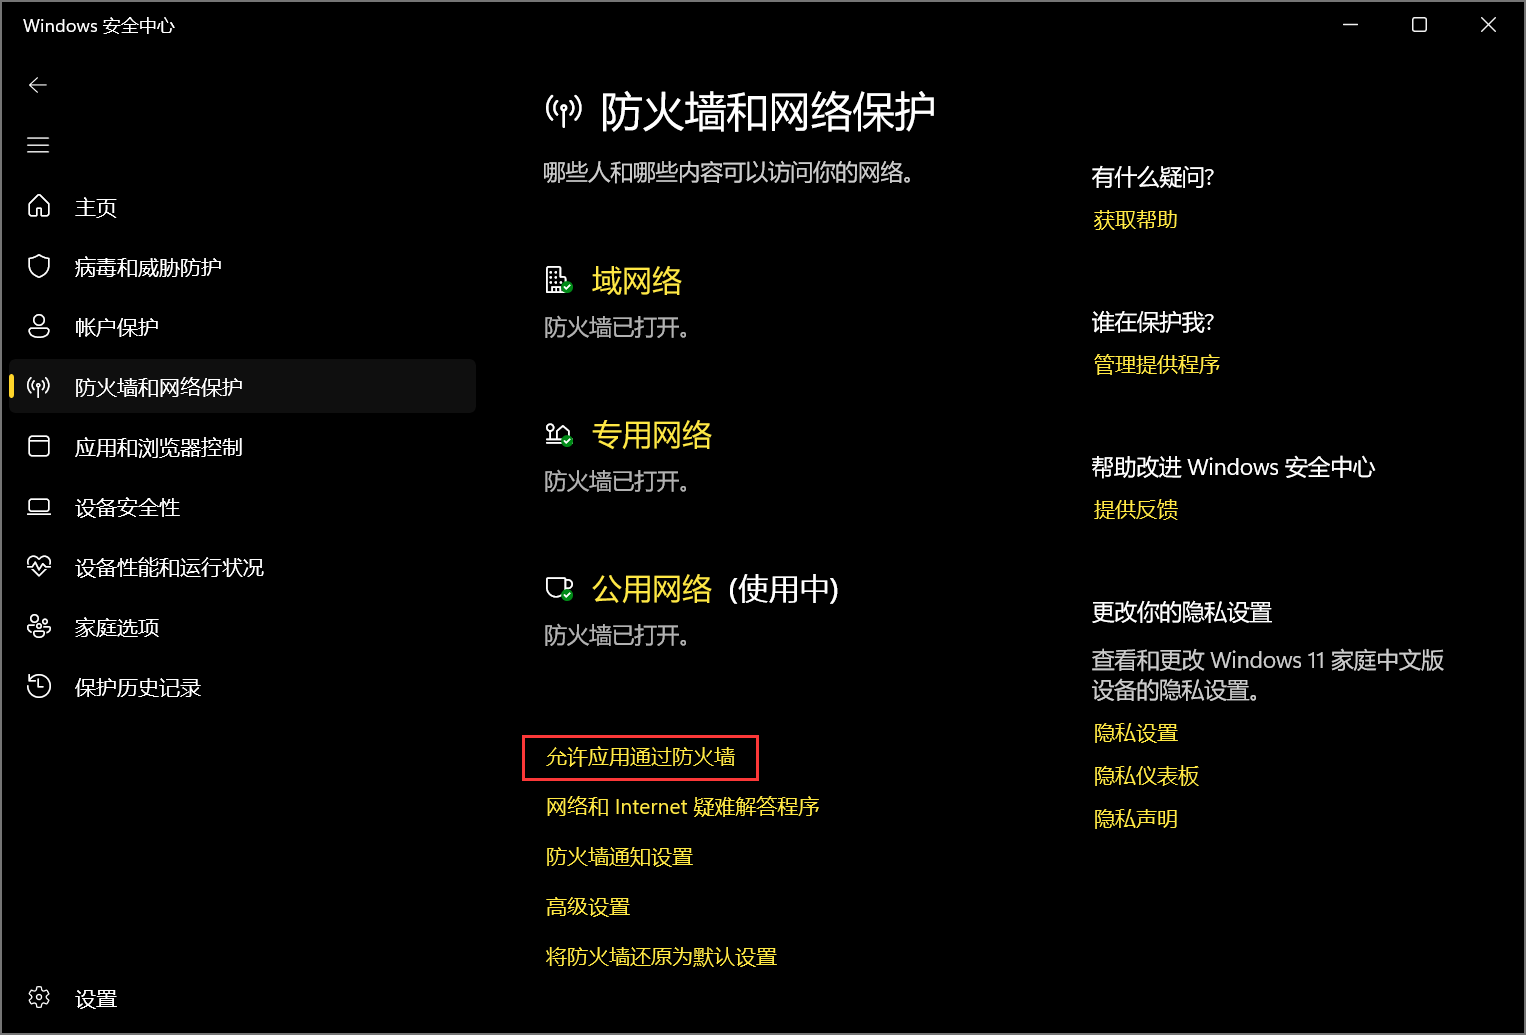 Windows 安全中心
主页
病毒和威胁防护
帐户保护
防火墙和网络保护
应用和浏览器控制
设备安全性
设备性能和运行状况
家庭选项
保护历史记录
设置
防火墙和网络保护
哪些人和哪些内容可以访问你的网络。
域网络
防火墙已打开。
专用网络
防火墙已打开。
公用网络 (使用中)
防火墙已打开。
允许应用通过防火墙
网络和 Internet 疑难解答程序
防火墙通知设置
高级设置
将防火墙还原为默认设置
有什么疑问?
获取帮助
谁在保护我?
管理提供程序
帮助改进 Windows 安全中心
提供反馈
更改你的隐私设置
查看和更改 Windows 11 家庭中文版
设备的隐私设置。
隐私设置
隐私仪表板
隐私声明